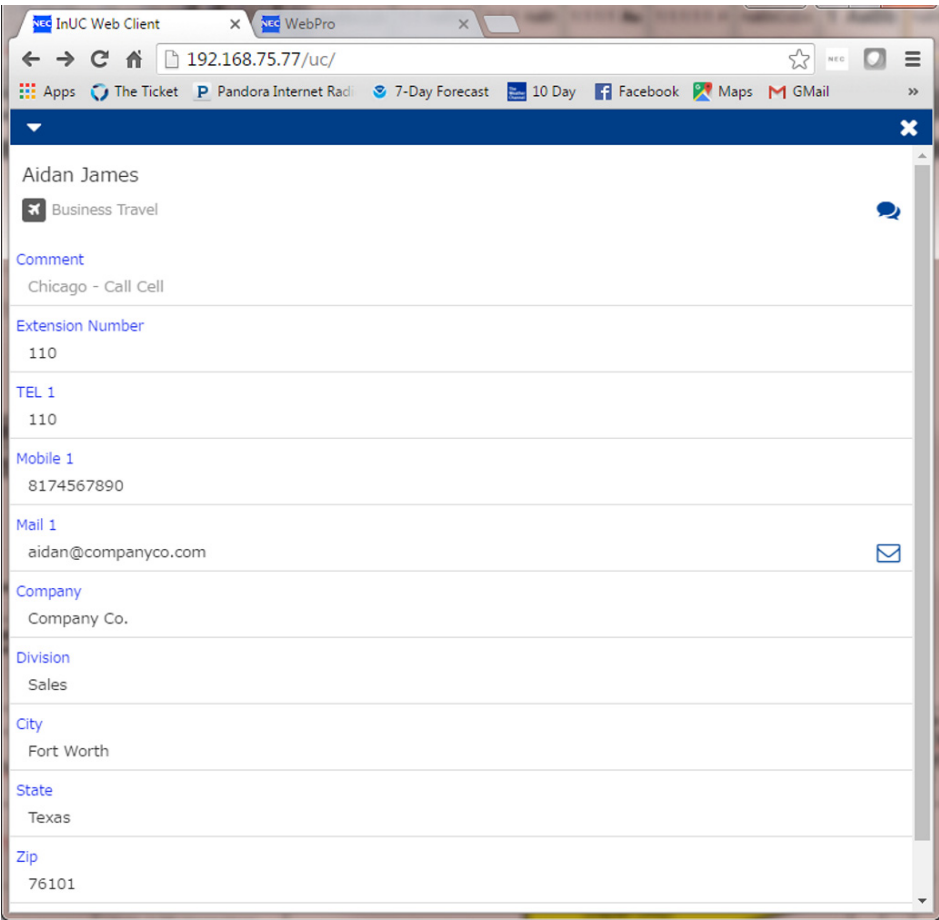 NEC InUC Web Client
NEC WebPro
192.168.75.77/uc/
NEC
Apps The Ticket P Pandora Internet Radi 7-Day Forecast 10 Day Facebook Maps GMail »
Aidan James
Business Travel
Comment
Chicago - Call Cell
Extension Number
110
TEL 1
110
Mobile 1
8174567890
Mail 1
aidan@companyco.com
Company
Company Co.
Division
Sales
City
Fort Worth
State
Texas
Zip
76101